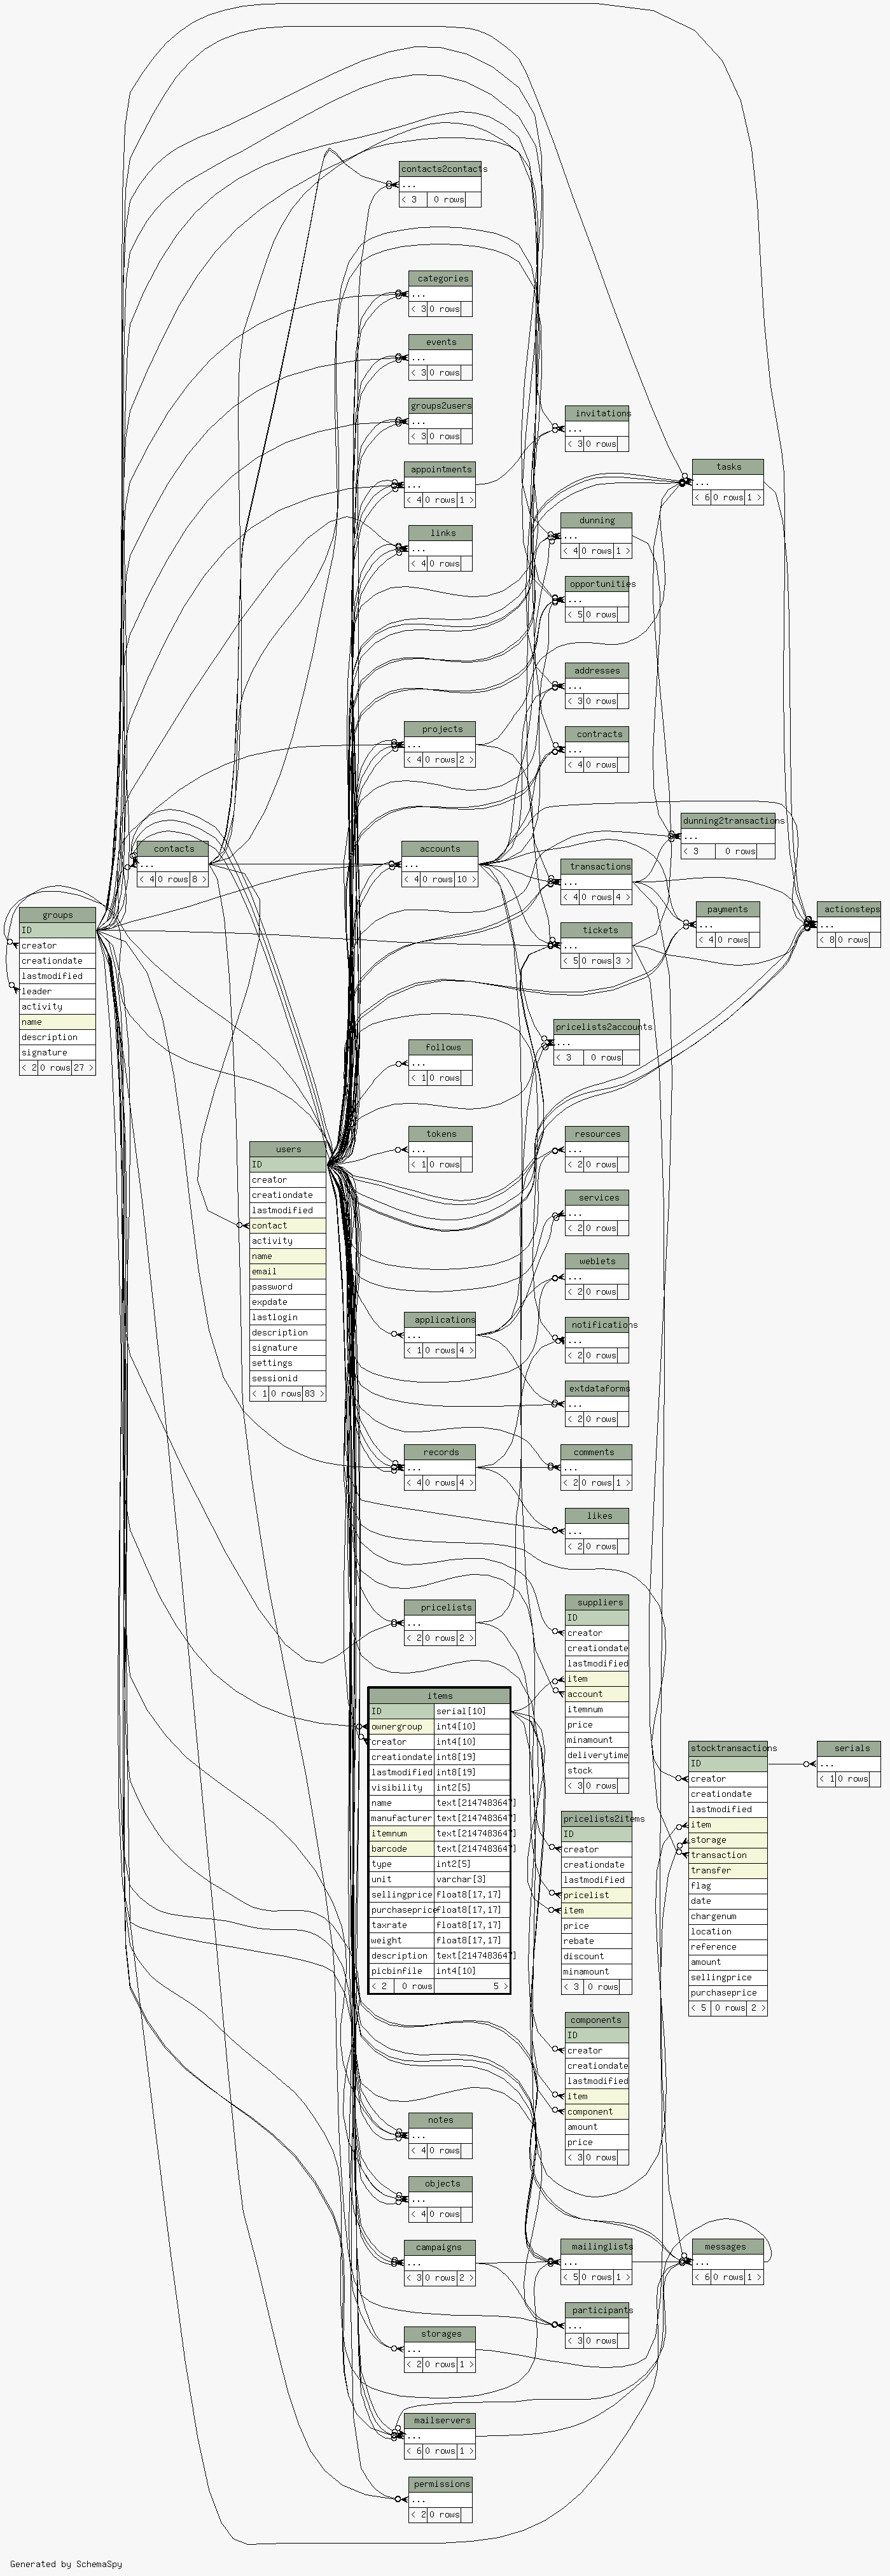 contacts2contacts
...
< 3 0 rows
categories
...
< 3 0 rows
events
...
< 3 0 rows
groups2users
...
< 3 0 rows
invitations
...
< 3 0 rows
appointments
...
< 4 0 rows 1 >
tasks
...
< 6 0 rows 1 >
links
...
< 4 0 rows
dunning
...
< 4 0 rows 1 >
opportunities
...
< 5 0 rows
addresses
...
< 3 0 rows
projects
...
< 4 0 rows 2 >
contracts
...
< 4 0 rows
dunning2transactions
...
< 3 0 rows
contacts
...
< 4 0 rows 8 >
accounts
...
< 4 0 rows 10 >
transactions
...
< 4 0 rows 4 >
payments
...
< 4 0 rows
actionsteps
...
< 8 0 rows
groups
ID
creator
creationdate
lastmodified
leader
activity
name
description
signature
< 2 0 rows 27 >
tickets
...
< 5 0 rows 3 >
pricelists2accounts
...
< 3 0 rows
follows
...
< 1 0 rows
tokens
...
< 1 0 rows
resources
...
< 2 0 rows
users
ID
creator
creationdate
lastmodified
contact
activity
name
email
password
expdate
lastlogin
description
signature
settings
sessionid
< 1 0 rows 83 >
services
...
< 2 0 rows
weblets
...
< 2 0 rows
applications
...
< 1 0 rows 4 >
notifications
...
< 2 0 rows
extdataforms
...
< 2 0 rows
records
...
< 4 0 rows 4 >
comments
...
< 2 0 rows 1 >
likes
...
< 2 0 rows
pricelists
...
< 2 0 rows 2 >
suppliers
ID
creator
creationdate
lastmodified
item
account
itemnum
price
minamount
deliverytime
stock
< 3 0 rows
items
ID serial[10]
ownergroup int4[10]
creator int4[10]
creationdate int8[19]
lastmodified int8[19]
visibility int2[5]
name text[2147483647]
manufacturer text[2147483647]
itemnum text[2147483647]
barcode text[2147483647]
type int2[5]
unit varchar[3]
sellingprice float8[17,17]
purchaseprice float8[17,17]
taxrate float8[17,17]
weight float8[17,17]
description text[2147483647]
picbinfile int4[10]
< 2 0 rows 5 >
stocktransactions
ID
creator
creationdate
lastmodified
item
storage
transaction
transfer
flag
date
chargenum
location
reference
amount
sellingprice
purchaseprice
< 5 0 rows 2 >
serials
...
< 1 0 rows
pricelists2items
ID
creator
creationdate
lastmodified
pricelist
item
price
rebate
discount
minamount
< 3 0 rows
components
ID
creator
creationdate
lastmodified
item
component
amount
price
< 3 0 rows
notes
...
< 4 0 rows
objects
...
< 4 0 rows
campaigns
...
< 3 0 rows 2 >
mailinglists
...
< 5 0 rows 1 >
messages
...
< 6 0 rows 1 >
participants
...
< 3 0 rows
storages
...
< 2 0 rows 1 >
mailservers
...
< 6 0 rows 1 >
permissions
...
< 2 0 rows
Generated by SchemaSpy